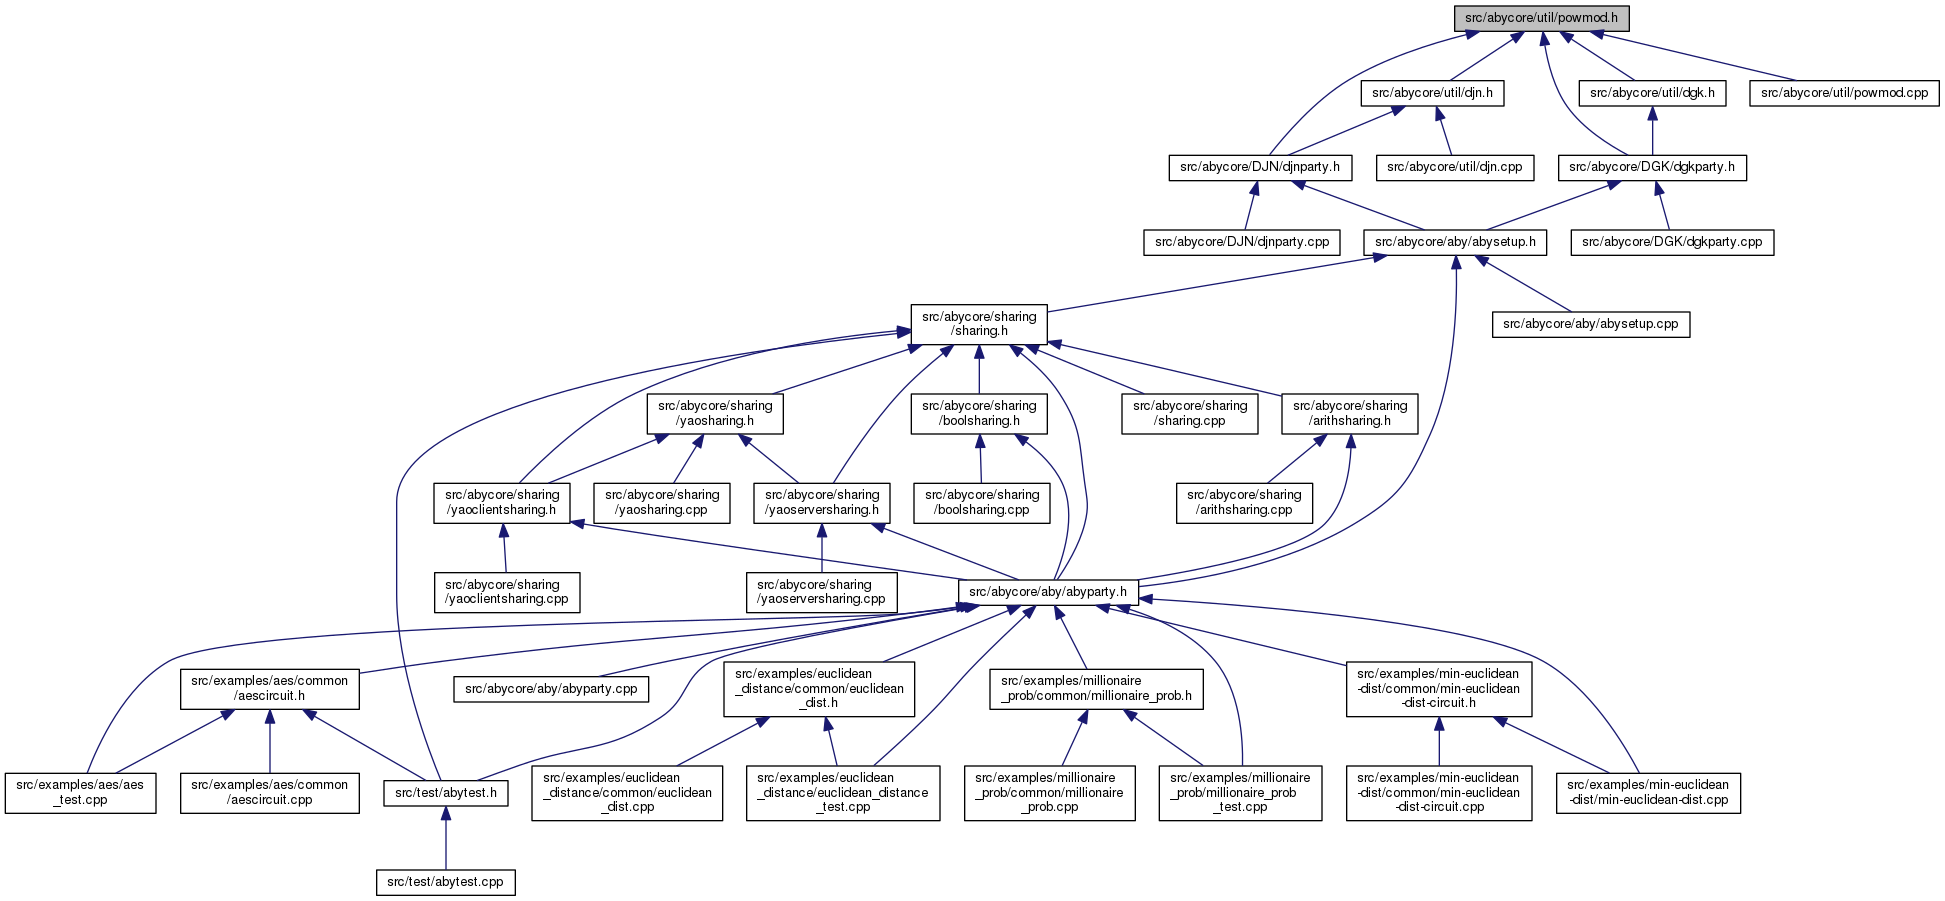 src/abycore/util/powmod.h
src/abycore/util/djn.h
src/abycore/util/dgk.h
src/abycore/util/powmod.cpp
src/abycore/DJN/djnparty.h
src/abycore/util/djn.cpp
src/abycore/DGK/dgkparty.h
src/abycore/DJN/djnparty.cpp
src/abycore/aby/abysetup.h
src/abycore/DGK/dgkparty.cpp
src/abycore/sharing
/sharing.h
src/abycore/aby/abysetup.cpp
src/abycore/sharing
/yaosharing.h
src/abycore/sharing
/boolsharing.h
src/abycore/sharing
/sharing.cpp
src/abycore/sharing
/arithsharing.h
src/abycore/sharing
/yaoclientsharing.h
src/abycore/sharing
/yaosharing.cpp
src/abycore/sharing
/yaoserversharing.h
src/abycore/sharing
/boolsharing.cpp
src/abycore/sharing
/arithsharing.cpp
src/abycore/sharing
/yaoclientsharing.cpp
src/abycore/sharing
/yaoserversharing.cpp
src/abycore/aby/abyparty.h
src/examples/aes/common
/aescircuit.h
src/abycore/aby/abyparty.cpp
src/examples/euclidean
_distance/common/euclidean
_dist.h
src/examples/millionaire
_prob/common/millionaire_prob.h
src/examples/min-euclidean
-dist/common/min-euclidean
-dist-circuit.h
src/examples/aes/aes
_test.cpp
src/examples/aes/common
/aescircuit.cpp
src/test/abytest.h
src/examples/euclidean
_distance/common/euclidean
_dist.cpp
src/examples/euclidean
_distance/euclidean_distance
_test.cpp
src/examples/millionaire
_prob/common/millionaire
_prob.cpp
src/examples/millionaire
_prob/millionaire_prob
_test.cpp
src/examples/min-euclidean
-dist/common/min-euclidean
-dist-circuit.cpp
src/examples/min-euclidean
-dist/min-euclidean-dist.cpp
src/test/abytest.cpp